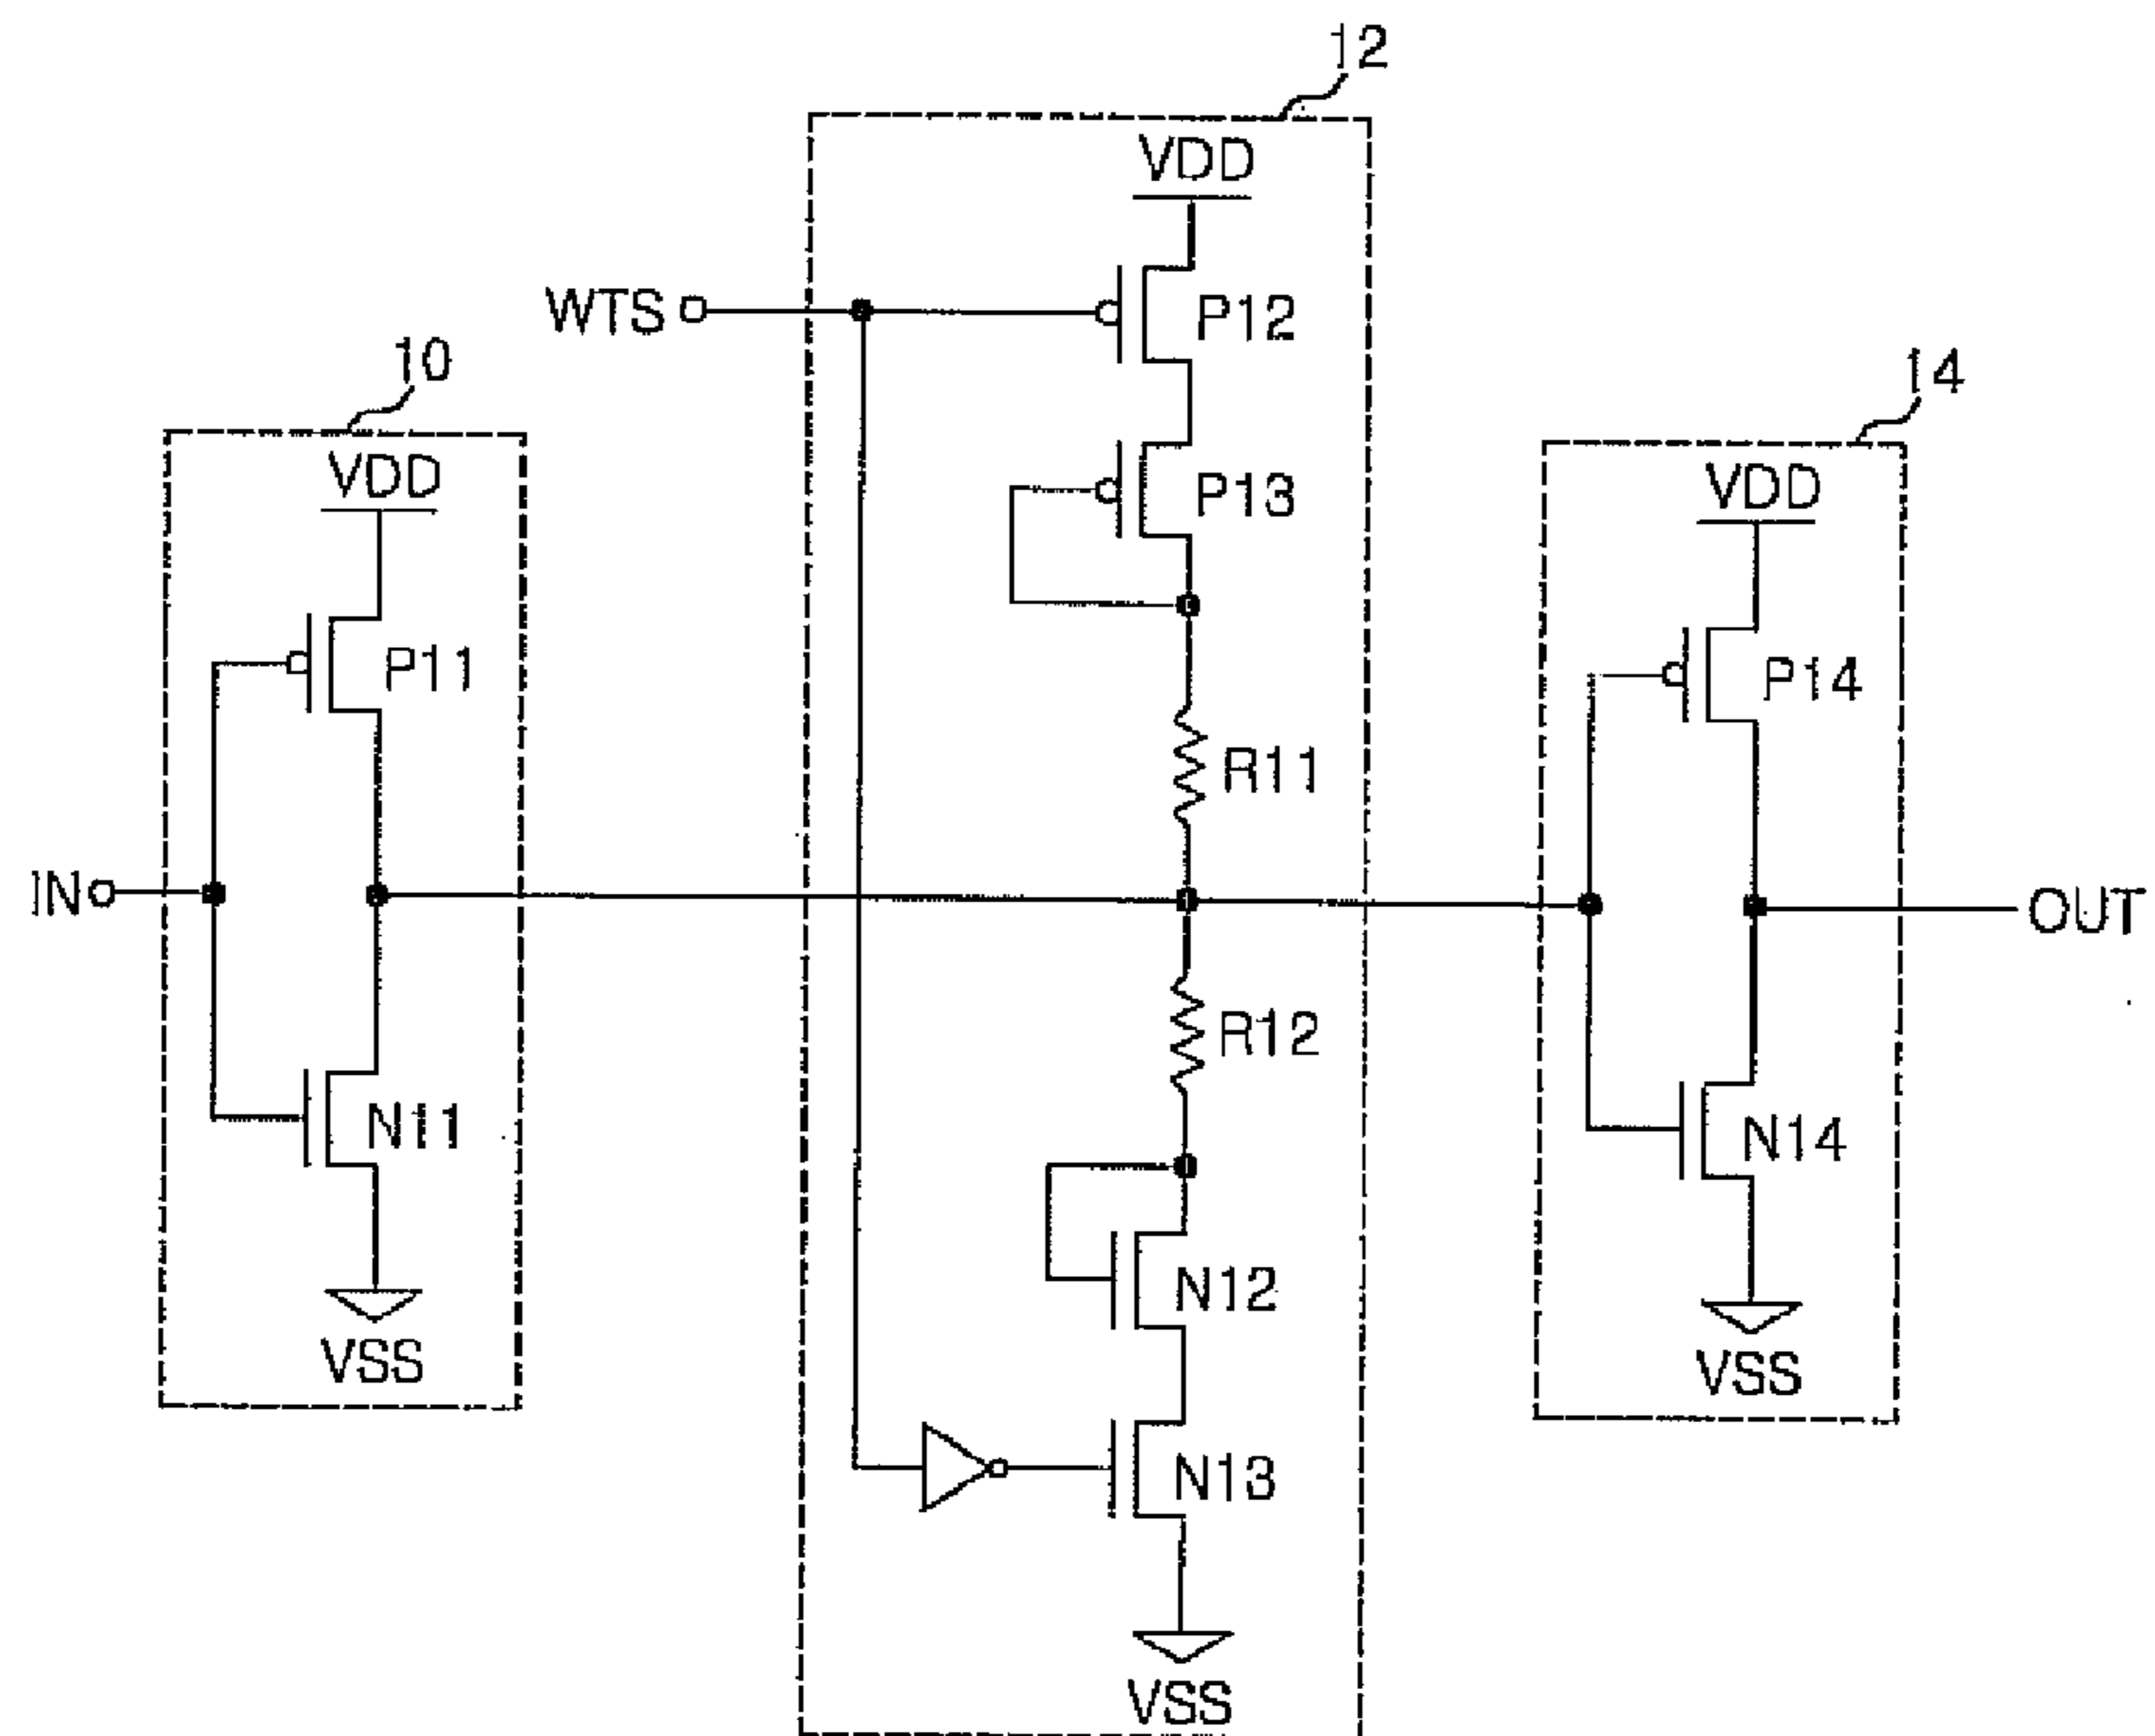 12
VDD
WTS
P12
10
14
VDD
P13
VDD
P11
P14
R11
IN
OUT
R12
N11
N14
N12
VSS
VSS
N13
VSS